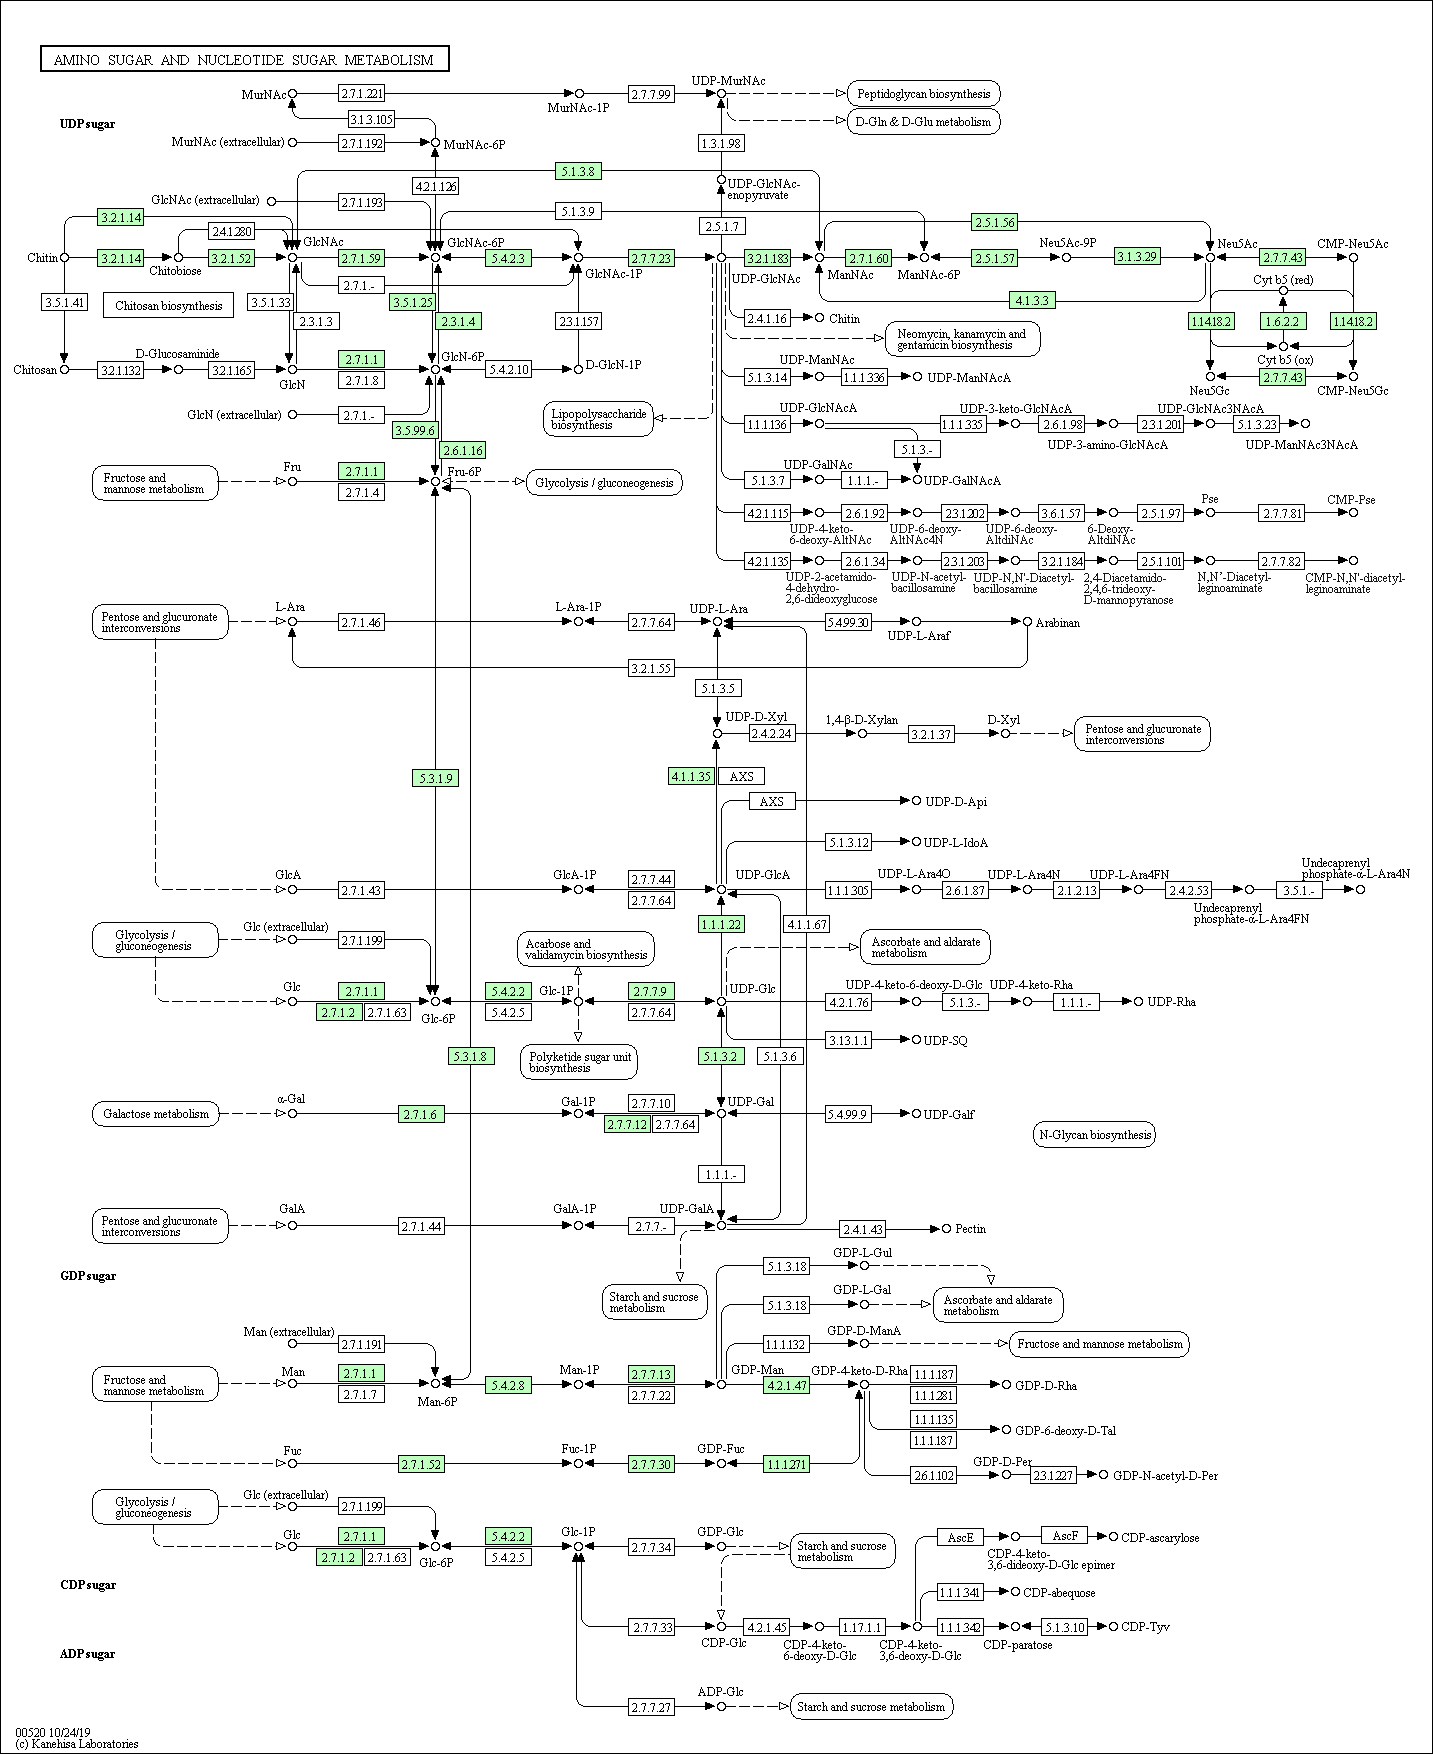 AMINO SUGAR AND NUCLEOTIDE SUGAR METABOLISM
UDP sugar
MurNAc
2.7.1.221
MurNAc-1P
2.7.7.99
UDP-MurNAc
Peptidoglycan biosynthesis
D-Gln & D-Glu metabolism
3.1.3.105
MurNAc (extracellular)
2.7.1.192
MurNAc-6P
1.3.1.98
5.1.3.8
4.2.1.126
UDP-GlcNAc-
enopyruvate
GlcNAc (extracellular)
2.7.1.193
5.1.3.9
2.5.1.7
2.5.1.56
3.2.1.14
2.4.1.280
GlcNAc
GlcNAc-6P
Neu5Ac-9P
Neu5Ac
CMP-Neu5Ac
Chitin
3.2.1.14
Chitobiose
3.2.1.52
2.7.1.59
5.4.2.3
GlcNAc-1P
2.7.7.23
UDP-GlcNAc
3.2.1.183
ManNAc
2.7.1.60
ManNAc-6P
2.5.1.57
3.1.3.29
2.7.7.43
2.7.1.-
Cyt b5 (red)
3.5.1.41
Chitosan biosynthesis
3.5.1.33
3.5.1.25
4.1.3.3
2.3.1.3
2.3.1.4
2.3.1.157
2.4.1.16
Chitin
1.14.18.2
1.6.2.2
1.14.18.2
Neomycin, kanamycin and
gentamicin biosynthesis
D-Glucosaminide
2.7.1.1
GlcN-6P
UDP-ManNAc
Cyt b5 (ox)
Chitosan
3.2.1.132
3.2.1.165
GlcN
2.7.1.8
5.4.2.10
D-GlcN-1P
5.1.3.14
1.1.1.336
UDP-ManNAcA
Neu5Gc
2.7.7.43
CMP-Neu5Gc
GlcN (extracellular)
2.7.1.-
Lipopolysaccharide
biosynthesis
UDP-GlcNAcA
UDP-3-keto-GlcNAcA
UDP-GlcNAc3NAcA
1.1.1.136
1.1.1.335
2.6.1.98
2.3.1.201
5.1.3.23
3.5.99.6
UDP-3-amino-GlcNAcA
UDP-ManNAc3NAcA
2.6.1.16
5.1.3.-
Fructose and
mannose metabolism
Fru
2.7.1.1
2.7.1.4
Fru-6P
Glycolysis / gluconeogenesis
UDP-GalNAc
5.1.3.7
1.1.1.-
UDP-GalNAcA
Pse
CMP-Pse
4.2.1.115
2.6.1.92
2.3.1.202
3.6.1.57
2.5.1.97
2.7.7.81
UDP-4-keto-
6-deoxy-AltNAc
UDP-6-deoxy-
AltNAc4N
UDP-6-deoxy-
AltdiNAc
6-Deoxy-
AltdiNAc
4.2.1.135
2.6.1.34
2.3.1.203
3.2.1.184
2.5.1.101
2.7.7.82
UDP-2-acetamido-
4-dehydro-
2,6-dideoxyglucose
UDP-N-acetyl-
bacillosamine
UDP-N,N'-Diacetyl-
bacillosamine
2,4-Diacetamido-
2,4,6-trideoxy-
D-mannopyranose
N,N'-Diacetyl-
leginoaminate
CMP-N,N'-diacetyl-
leginoaminate
Pentose and glucuronate
interconversions
L-Ara
2.7.1.46
L-Ara-1P
2.7.7.64
UDP-L-Ara
5.4.99.30
UDP-L-Araf
Arabinan
3.2.1.55
5.1.3.5
UDP-D-Xyl
2.4.2.24
1,4-β-D-Xylan
3.2.1.37
D-Xyl
Pentose and glucuronate
interconversions
5.3.1.9
4.1.1.35
AXS
AXS
UDP-D-Api
5.1.3.12
UDP-L-IdoA
GlcA
2.7.1.43
GlcA-1P
2.7.7.44
2.7.7.64
UDP-GlcA
1.1.1.305
UDP-L-Ara4O
2.6.1.87
UDP-L-Ara4N
2.1.2.13
UDP-L-Ara4FN
2.4.2.53
Undecaprenyl
phosphate-α-L-Ara4FN
3.5.1.-
Undecaprenyl
phosphate-α-L-Ara4N
Glycolysis /
gluconeogenesis
Glc (extracellular)
2.7.1.199
Acarbose and
validamycin biosynthesis
1.1.1.22
4.1.1.67
Ascorbate and aldarate
metabolism
Glc
2.7.1.1
2.7.1.2
2.7.1.63
Glc-6P
5.4.2.2
5.4.2.5
Glc-1P
2.7.7.9
2.7.7.64
UDP-Glc
4.2.1.76
UDP-4-keto-6-deoxy-D-Glc
5.1.3.-
UDP-4-keto-Rha
1.1.1.-
UDP-Rha
3.13.1.1
UDP-SQ
5.3.1.8
Polyketide sugar unit
biosynthesis
5.1.3.2
5.1.3.6
Galactose metabolism
α-Gal
2.7.1.6
Gal-1P
2.7.7.10
2.7.7.12
2.7.7.64
UDP-Gal
5.4.99.9
UDP-Galf
N-Glycan biosynthesis
1.1.1.-
Pentose and glucuronate
interconversions
GalA
2.7.1.44
GalA-1P
2.7.7.-
UDP-GalA
2.4.1.43
Pectin
GDP sugar
Starch and sucrose
metabolism
5.1.3.18
GDP-L-Gul
5.1.3.18
GDP-L-Gal
Ascorbate and aldarate
metabolism
Man (extracellular)
2.7.1.191
1.1.1.132
GDP-D-ManA
Fructose and mannose metabolism
Fructose and
mannose metabolism
Man
2.7.1.1
2.7.1.7
Man-6P
5.4.2.8
Man-1P
2.7.7.13
2.7.7.22
GDP-Man
4.2.1.47
GDP-4-keto-D-Rha
1.1.1.187
1.1.1.281
GDP-D-Rha
1.1.1.135
1.1.1.187
GDP-6-deoxy-D-Tal
Fuc
2.7.1.52
Fuc-1P
2.7.7.30
GDP-Fuc
1.1.1.271
2.6.1.102
GDP-D-Per
2.3.1.227
GDP-N-acetyl-D-Per
Glycolysis /
gluconeogenesis
Glc (extracellular)
2.7.1.199
Glc
2.7.1.1
2.7.1.2
2.7.1.63
Glc-6P
5.4.2.2
5.4.2.5
Glc-1P
2.7.7.34
GDP-Glc
Starch and sucrose
metabolism
AscE
CDP-4-keto-
3,6-dideoxy-D-Glc epimer
AscF
CDP-ascarylose
CDP sugar
1.1.1.341
CDP-abequose
2.7.7.33
CDP-Glc
4.2.1.45
CDP-4-keto-
6-deoxy-D-Glc
1.17.1.1
CDP-4-keto-
3,6-deoxy-D-Glc
1.1.1.342
CDP-paratose
5.1.3.10
CDP-Tyv
ADP sugar
2.7.7.27
ADP-Glc
Starch and sucrose metabolism
00520 10/24/19
(c) Kanehisa Laboratories